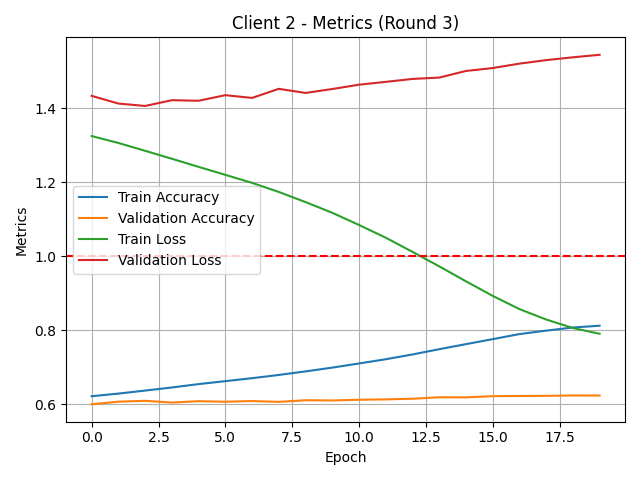 Client 2 - Metrics (Round 3)
Metrics
1.4
1.2
1.0
0.8
0.6
Train Accuracy
Validation Accuracy
Train Loss
Validation Loss
0.0 2.5 5.0 7.5 10.0 12.5 15.0 17.5
Epoch